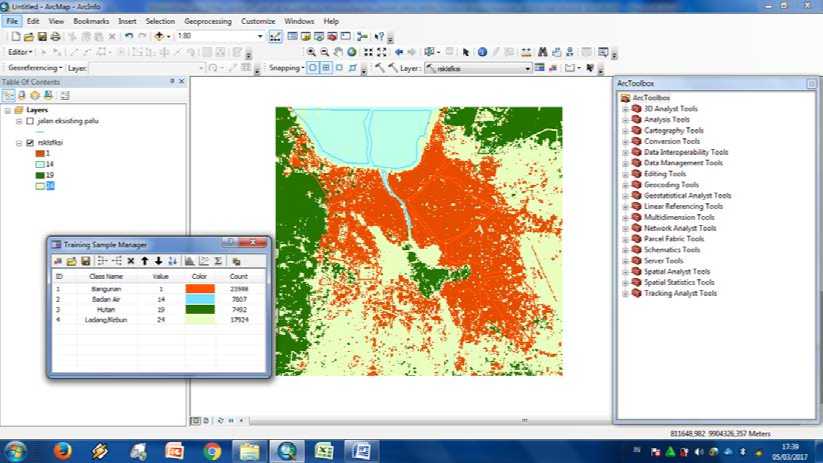 Untitled - ArcMap - ArcInfo
File Edit View Bookmarks Insert Selection Geoprocessing Customize Windows Help
1:80
Editor
Georeferencing Layer:
Snapping
Layer: rsklsfksi
Table Of Contents
Layers
jalan eksisting palu
rsklsfksi
1
14
19
24
Training Sample Manager
ID Class Name Value Color Count
1 Bangunan 1 23988
2 Badan Air 14 7807
3 Hutan 19 7492
4 Ladang/Kebun 24 17924
ArcToolbox
ArcToolbox
3D Analyst Tools
Analysis Tools
Cartography Tools
Conversion Tools
Data Interoperability Tools
Data Management Tools
Editing Tools
Geocoding Tools
Geostatistical Analyst Tools
Linear Referencing Tools
Multidimension Tools
Network Analyst Tools
Parcel Fabric Tools
Schematics Tools
Server Tools
Spatial Analyst Tools
Spatial Statistics Tools
Tracking Analyst Tools
811648,982 9904326,357 Meters
IN
17:39
05/03/2017